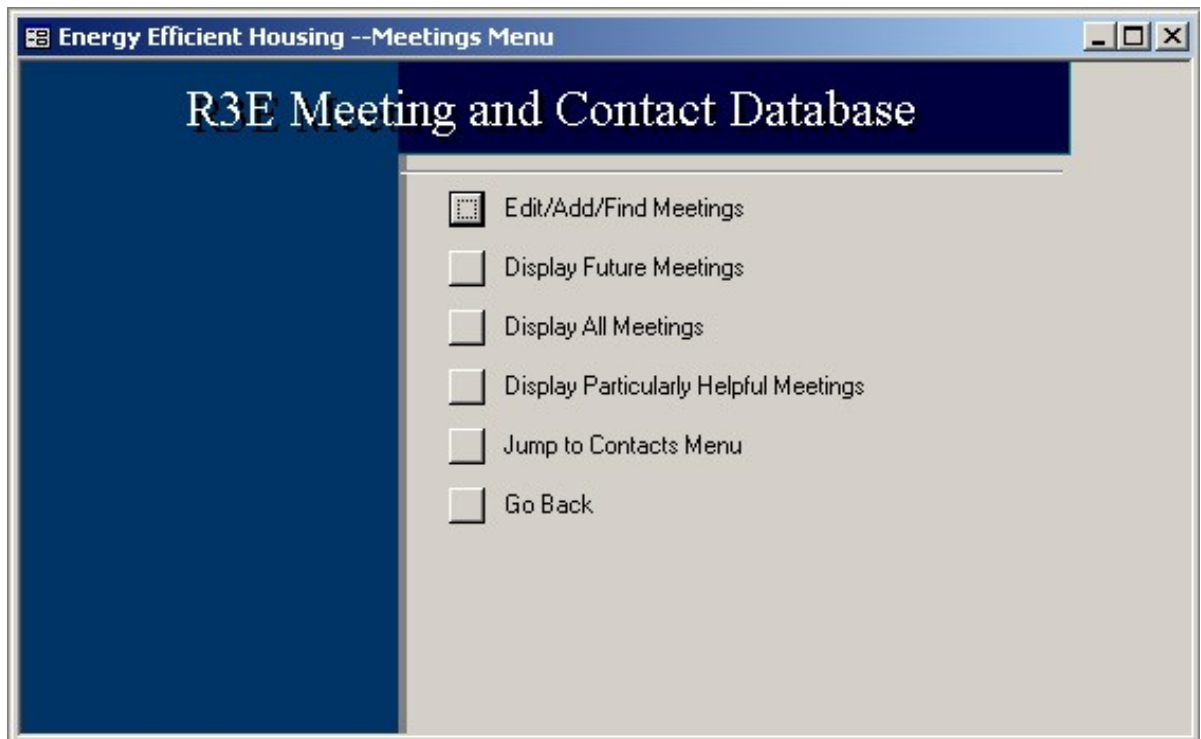 Energy Efficient Housing --Meetings Menu
R3E Meeting and Contact Database
Edit/Add/Find Meetings
Display Future Meetings
Display All Meetings
Display Particularly Helpful Meetings
Jump to Contacts Menu
Go Back